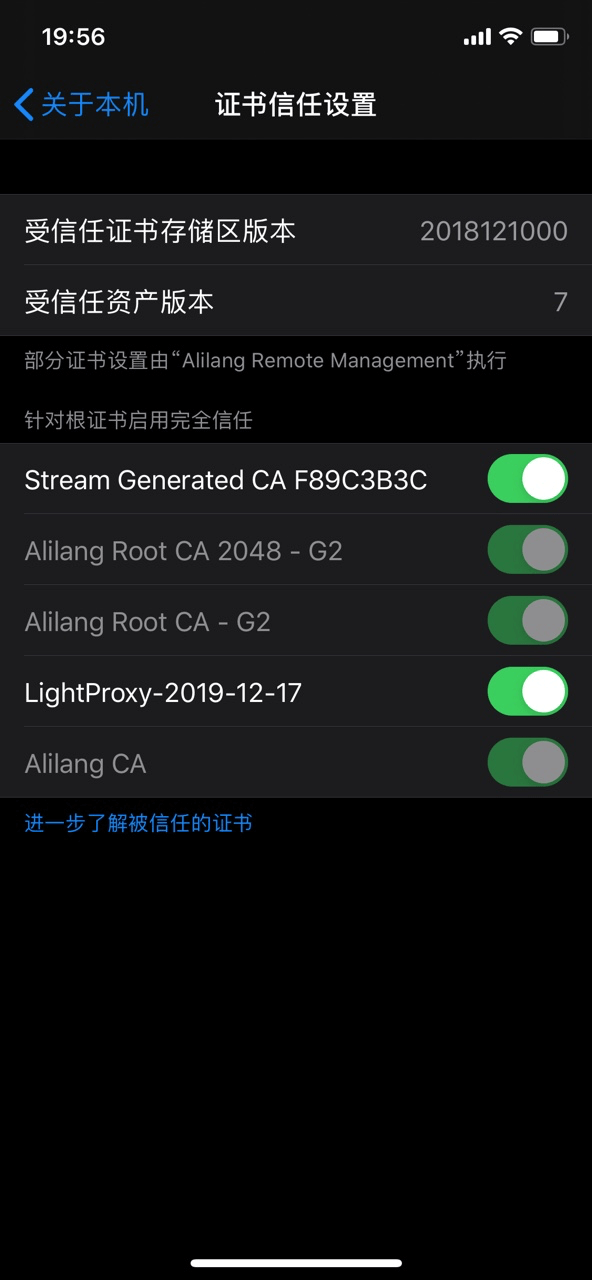 19:56
关于本机
证书信任设置
受信任证书存储区版本 2018121000
受信任资产版本 7
部分证书设置由“Alilang Remote Management”执行
针对根证书启用完全信任
Stream Generated CA F89C3B3C
Alilang Root CA 2048 - G2
Alilang Root CA - G2
LightProxy-2019-12-17
Alilang CA
进一步了解被信任的证书